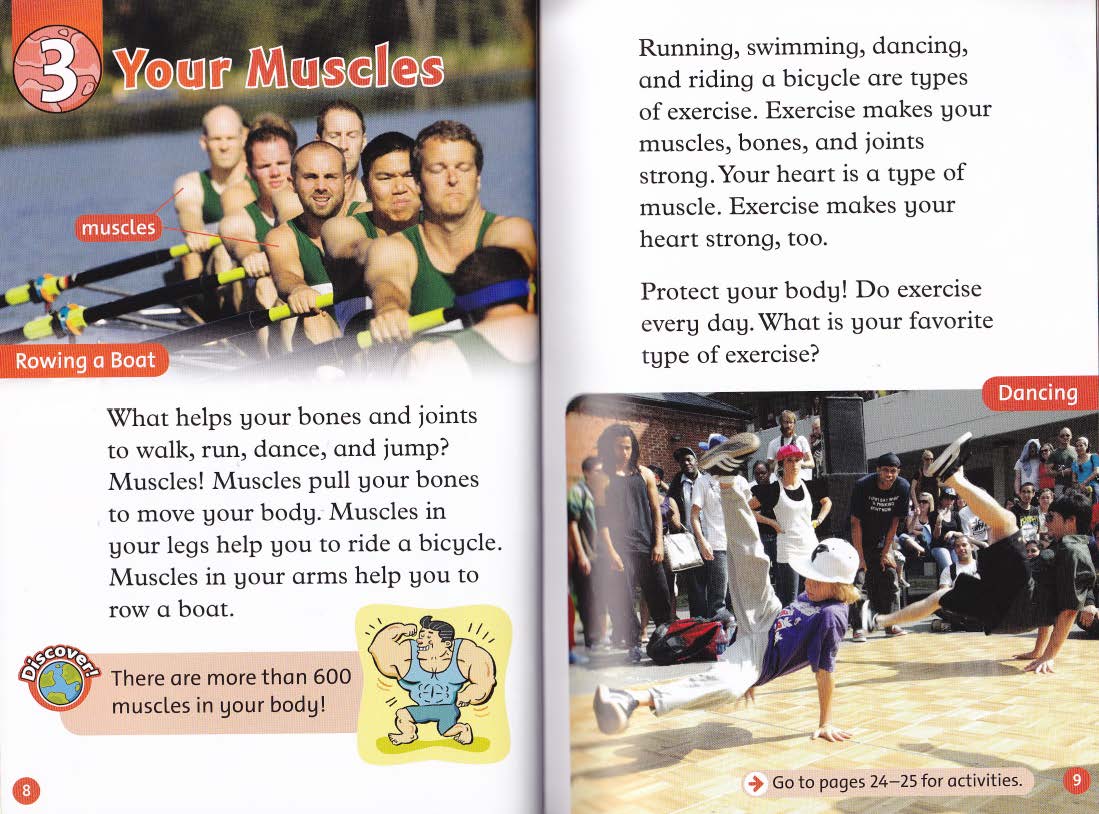 3
Your Muscles
muscles
Rowing a Boat
What helps your bones and joints
to walk, run, dance, and jump?
Muscles! Muscles pull your bones
to move your body. Muscles in
your legs help you to ride a bicycle.
Muscles in your arms help you to
row a boat.
Discover!
There are more than 600
muscles in your body!
8
Running, swimming, dancing,
and riding a bicycle are types
of exercise. Exercise makes your
muscles, bones, and joints
strong. Your heart is a type of
muscle. Exercise makes your
heart strong, too.
Protect your body! Do exercise
every day. What is your favorite
type of exercise?
Dancing
Go to pages 24–25 for activities.
9